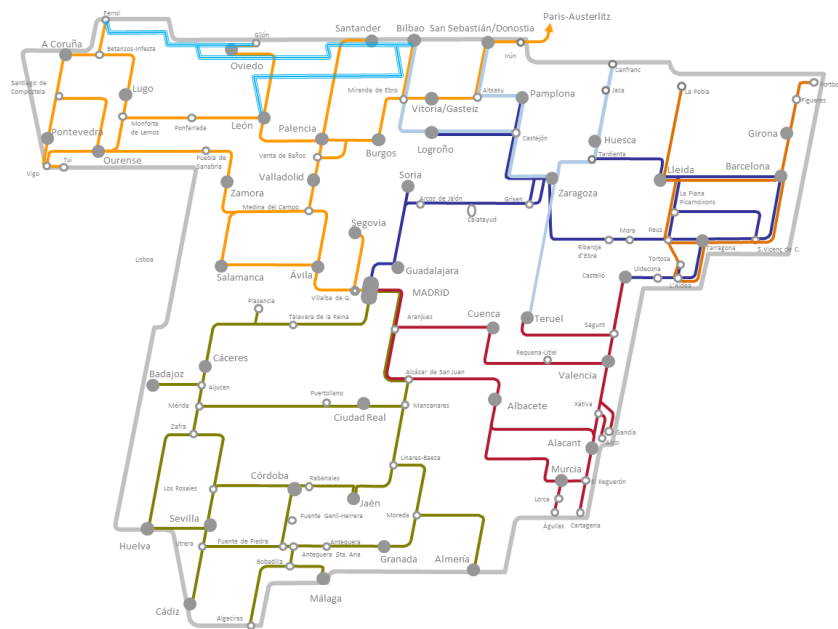 Ferrol
Gijón
Santander
Bilbao
San Sebastián/Donostia
Paris-Austerlitz
A Coruña
Betanzos-Infesta
Oviedo
Irún
Canfranc
Santiago de
Compostela
Lugo
Miranda de Ebro
Altsasu
Pamplona
Jaca
La Pobla
Portbou
Figueres
Vitoria/Gasteiz
Pontevedra
Monforte
de Lemos
Ponferrada
León
Palencia
Burgos
Logroño
Castejón
Huesca
Girona
Ourense
Puebla de
Sanabria
Venta de Baños
Tardienta
Vigo
Tui
Zamora
Valladolid
Soria
Zaragoza
Lleida
Barcelona
Medina del Campo
Segovia
Arcos de Jalón
Calatayud
Grisen
La Plana
Picamoixons
Lisboa
Mora
Reus
Ribaroja
d'Ebre
Tarragona
S. Vicenç de C.
Tortosa
Salamanca
Ávila
Guadalajara
Castelló
Uldecona
L'Aldea
Villalba de G.
MADRID
Plasencia
Talavera de la Reina
Aranjues
Cuenca
Teruel
Sagunt
Requena-Utiel
Cáceres
Valencia
Badajoz
Aljucen
Alcázar de San Juan
Puertollano
Albacete
Xátiva
Mérida
Ciudad Real
Manzanares
Gandía
Zafra
Alacant
Linares-Baeza
Murcia
El Reguerón
Los Rosales
Córdoba
Rabanales
Jaén
Lorca
Sevilla
Puente Genil-Herrera
Moreda
Águilas
Cartagena
Huelva
Utrera
Fuente de Piedra
Antequera
Antequera Sta. Ana
Granada
Almería
Bobadilla
Málaga
Cádiz
Algeciras